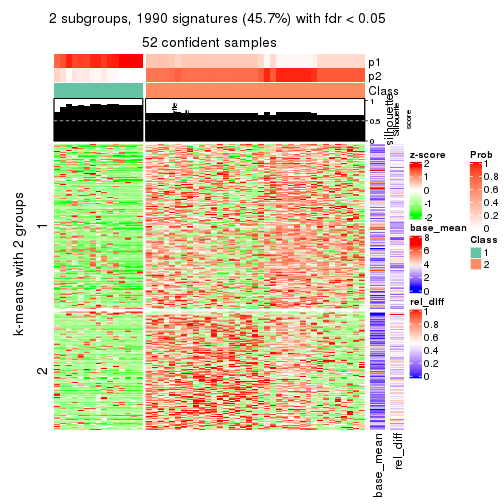 2 subgroups, 1990 signatures (45.7%) with fdr < 0.05
52 confident samples
p1
p2
Class
1
0.5
0
silhouette
Silhouette
score
k-means with 2 groups
1
2
base_mean
rel_diff
z-score
2
1
0
-1
-2
base_mean
8
6
4
2
0
rel_diff
1
0.8
0.6
0.4
0.2
0
Prob
1
0.8
0.6
0.4
0.2
0
Class
1
2